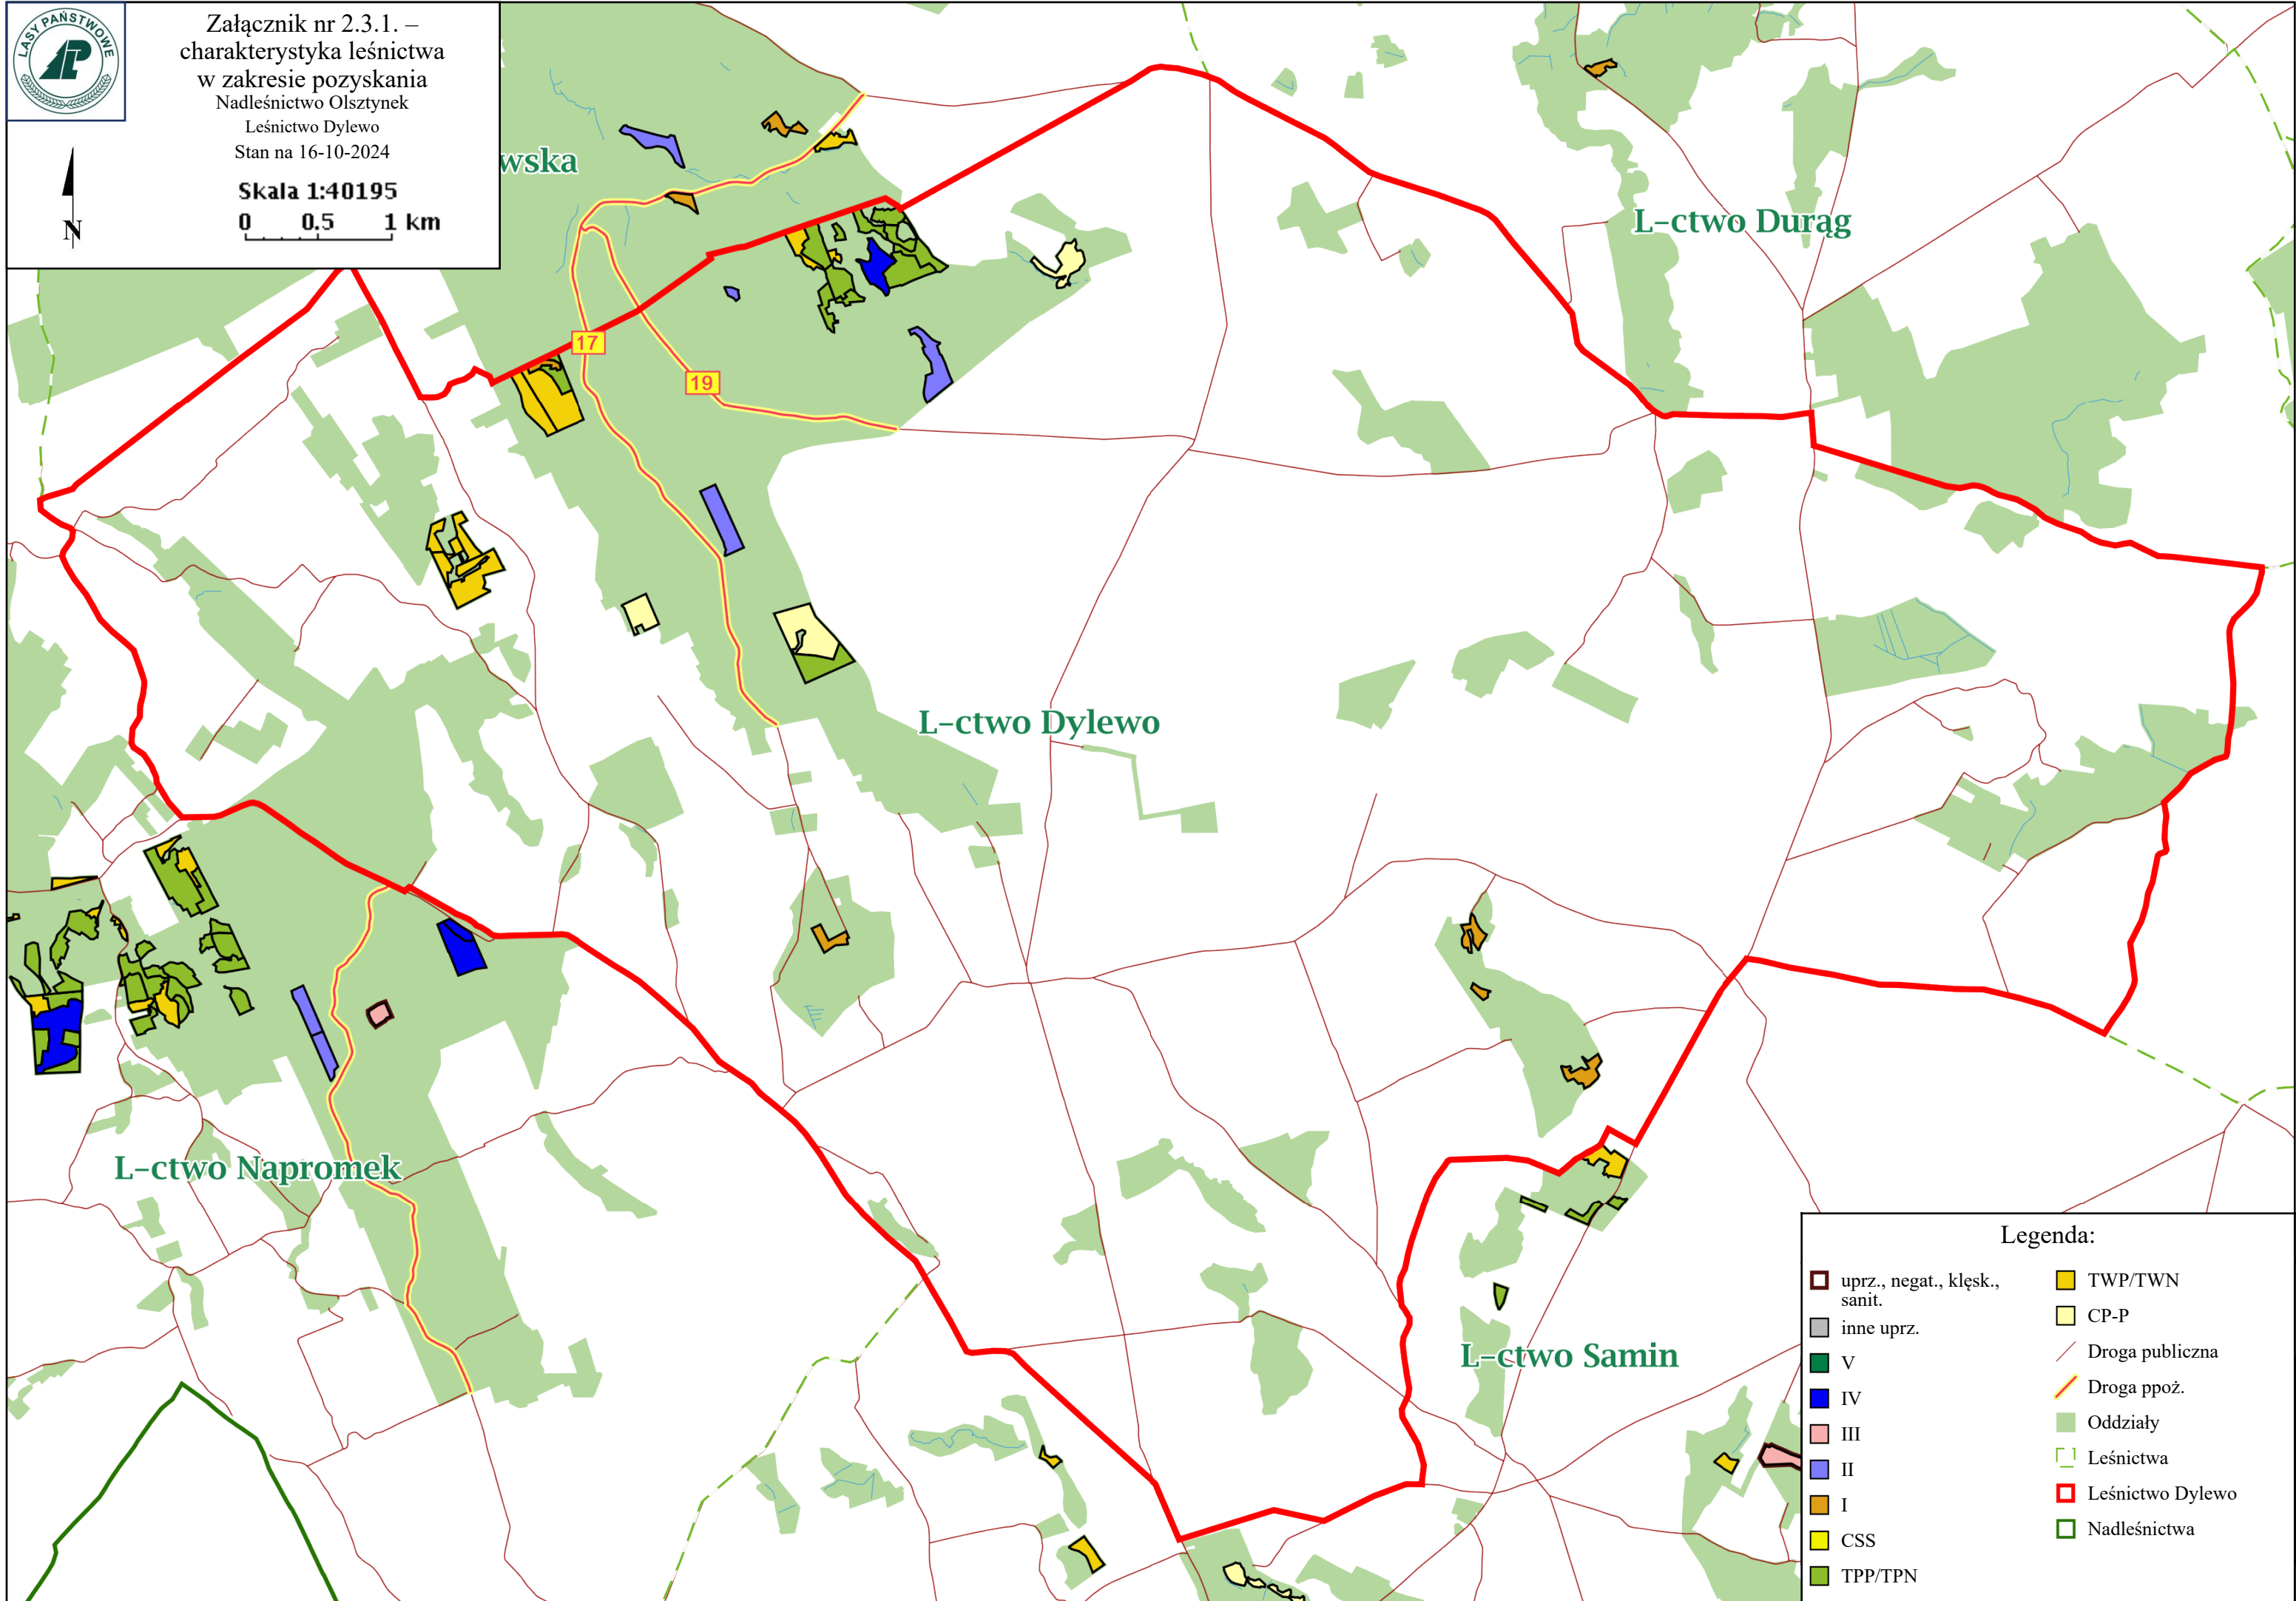 LASY PAŃSTWOWE
Załącznik nr 2.3.1. –
charakterystyka leśnictwa
w zakresie pozyskania
Nadleśnictwo Olsztynek
Leśnictwo Dylewo
Stan na 16-10-2024
Skala 1:40195
0 0.5 1 km
N
wska
L-ctwo Durąg
17
19
L-ctwo Dylewo
L-ctwo Napromek
L-ctwo Samin
Legenda:
uprz., negat., klęsk.,
sanit.
inne uprz.
V
IV
III
II
I
CSS
TPP/TPN
TWP/TWN
CP-P
Droga publiczna
Droga ppoż.
Oddziały
Leśnictwa
Leśnictwo Dylewo
Nadleśnictwa